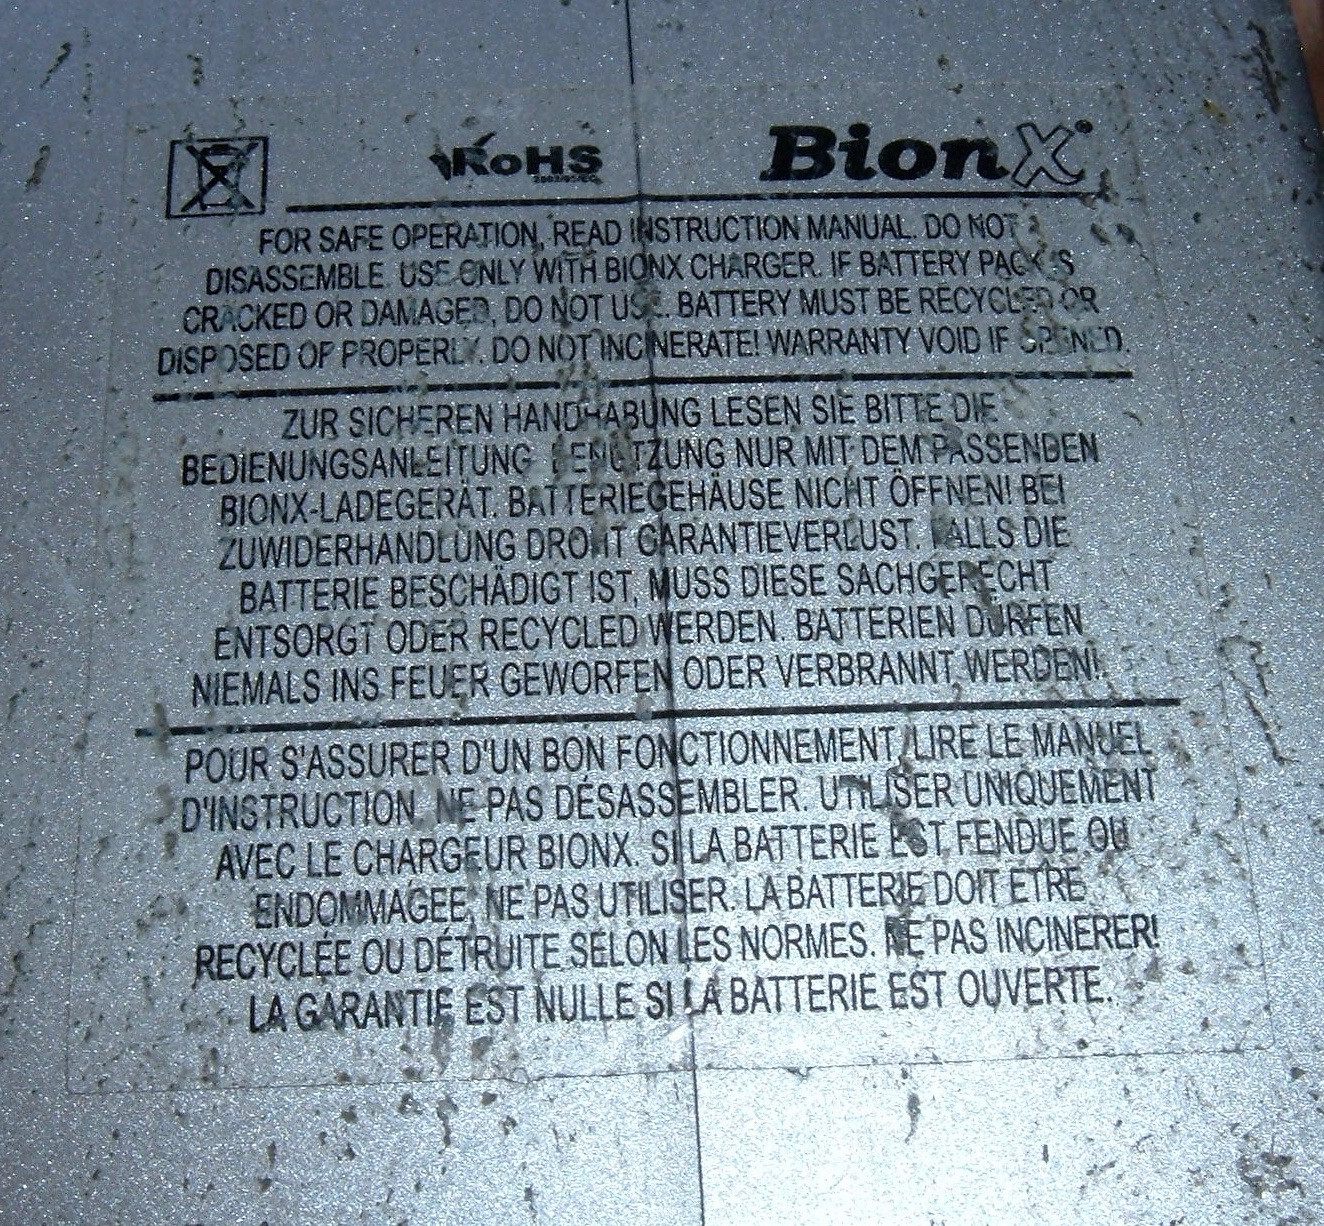 RoHS
2002/95/EC
BionX
FOR SAFE OPERATION, READ INSTRUCTION MANUAL. DO NOT
DISASSEMBLE. USE ONLY WITH BIONX CHARGER. IF BATTERY PACK IS
CRACKED OR DAMAGED, DO NOT USE. BATTERY MUST BE RECYCLED OR
DISPOSED OF PROPERLY. DO NOT INCINERATE! WARRANTY VOID IF OPENED.
ZUR SICHEREN HANDHABUNG LESEN SIE BITTE DIE
BEDIENUNGSANLEITUNG. BENUTZUNG NUR MIT DEM PASSENDEN
BIONX-LADEGERÄT. BATTERIEGEHÄUSE NICHT ÖFFNEN! BEI
ZUWIDERHANDLUNG DROHT GARANTIEVERLUST. FALLS DIE
BATTERIE BESCHÄDIGT IST, MUSS DIESE SACHGERECHT
ENTSORGT ODER RECYCLED WERDEN. BATTERIEN DÜRFEN
NIEMALS INS FEUER GEWORFEN ODER VERBRANNT WERDEN!
POUR S'ASSURER D'UN BON FONCTIONNEMENT, LIRE LE MANUEL
D'INSTRUCTION. NE PAS DÉSASSEMBLER. UTILISER UNIQUEMENT
AVEC LE CHARGEUR BIONX. SI LA BATTERIE EST FENDUE OU
ENDOMMAGEE, NE PAS UTILISER. LA BATTERIE DOIT ETRE
RECYCLÉE OU DÉTRUITE SELON LES NORMES. NE PAS INCINERER!
LA GARANTIE EST NULLE SI LA BATTERIE EST OUVERTE.